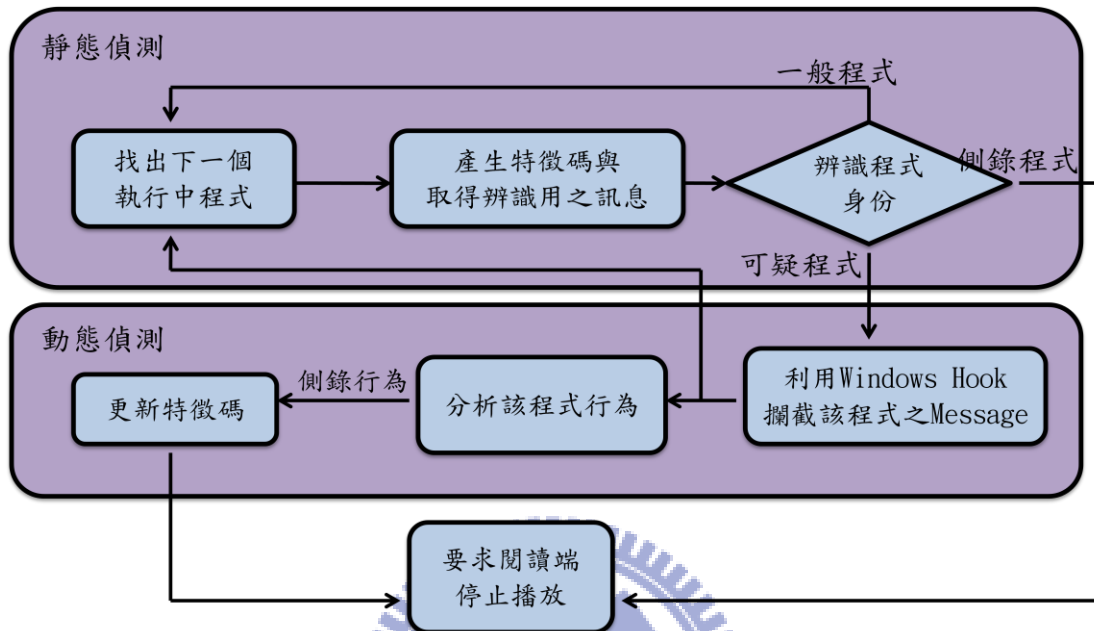 靜態偵測
一般程式
找出下一個
執行中程式
產生特徵碼與
取得辨識用之訊息
辨識程式
身份
側錄程式
可疑程式
動態偵測
更新特徵碼
側錄行為
分析該程式行為
利用Windows Hook
攔截該程式之Message
要求閱讀端
停止播放